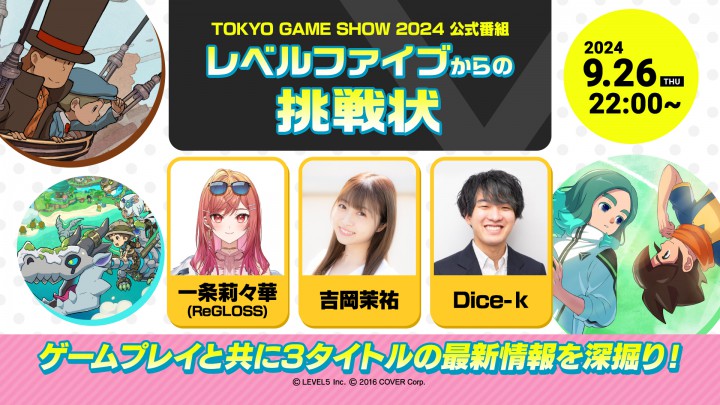 TOKYO GAME SHOW 2024 公式番組
レベルファイブからの
挑戦状
2024
9.26 THU
22:00~
一条莉々華
(ReGLOSS)
吉岡茉祐
Dice-k
ゲームプレイと共に3タイトルの最新情報を深掘り!
© LEVEL5 Inc. © 2016 COVER Corp.